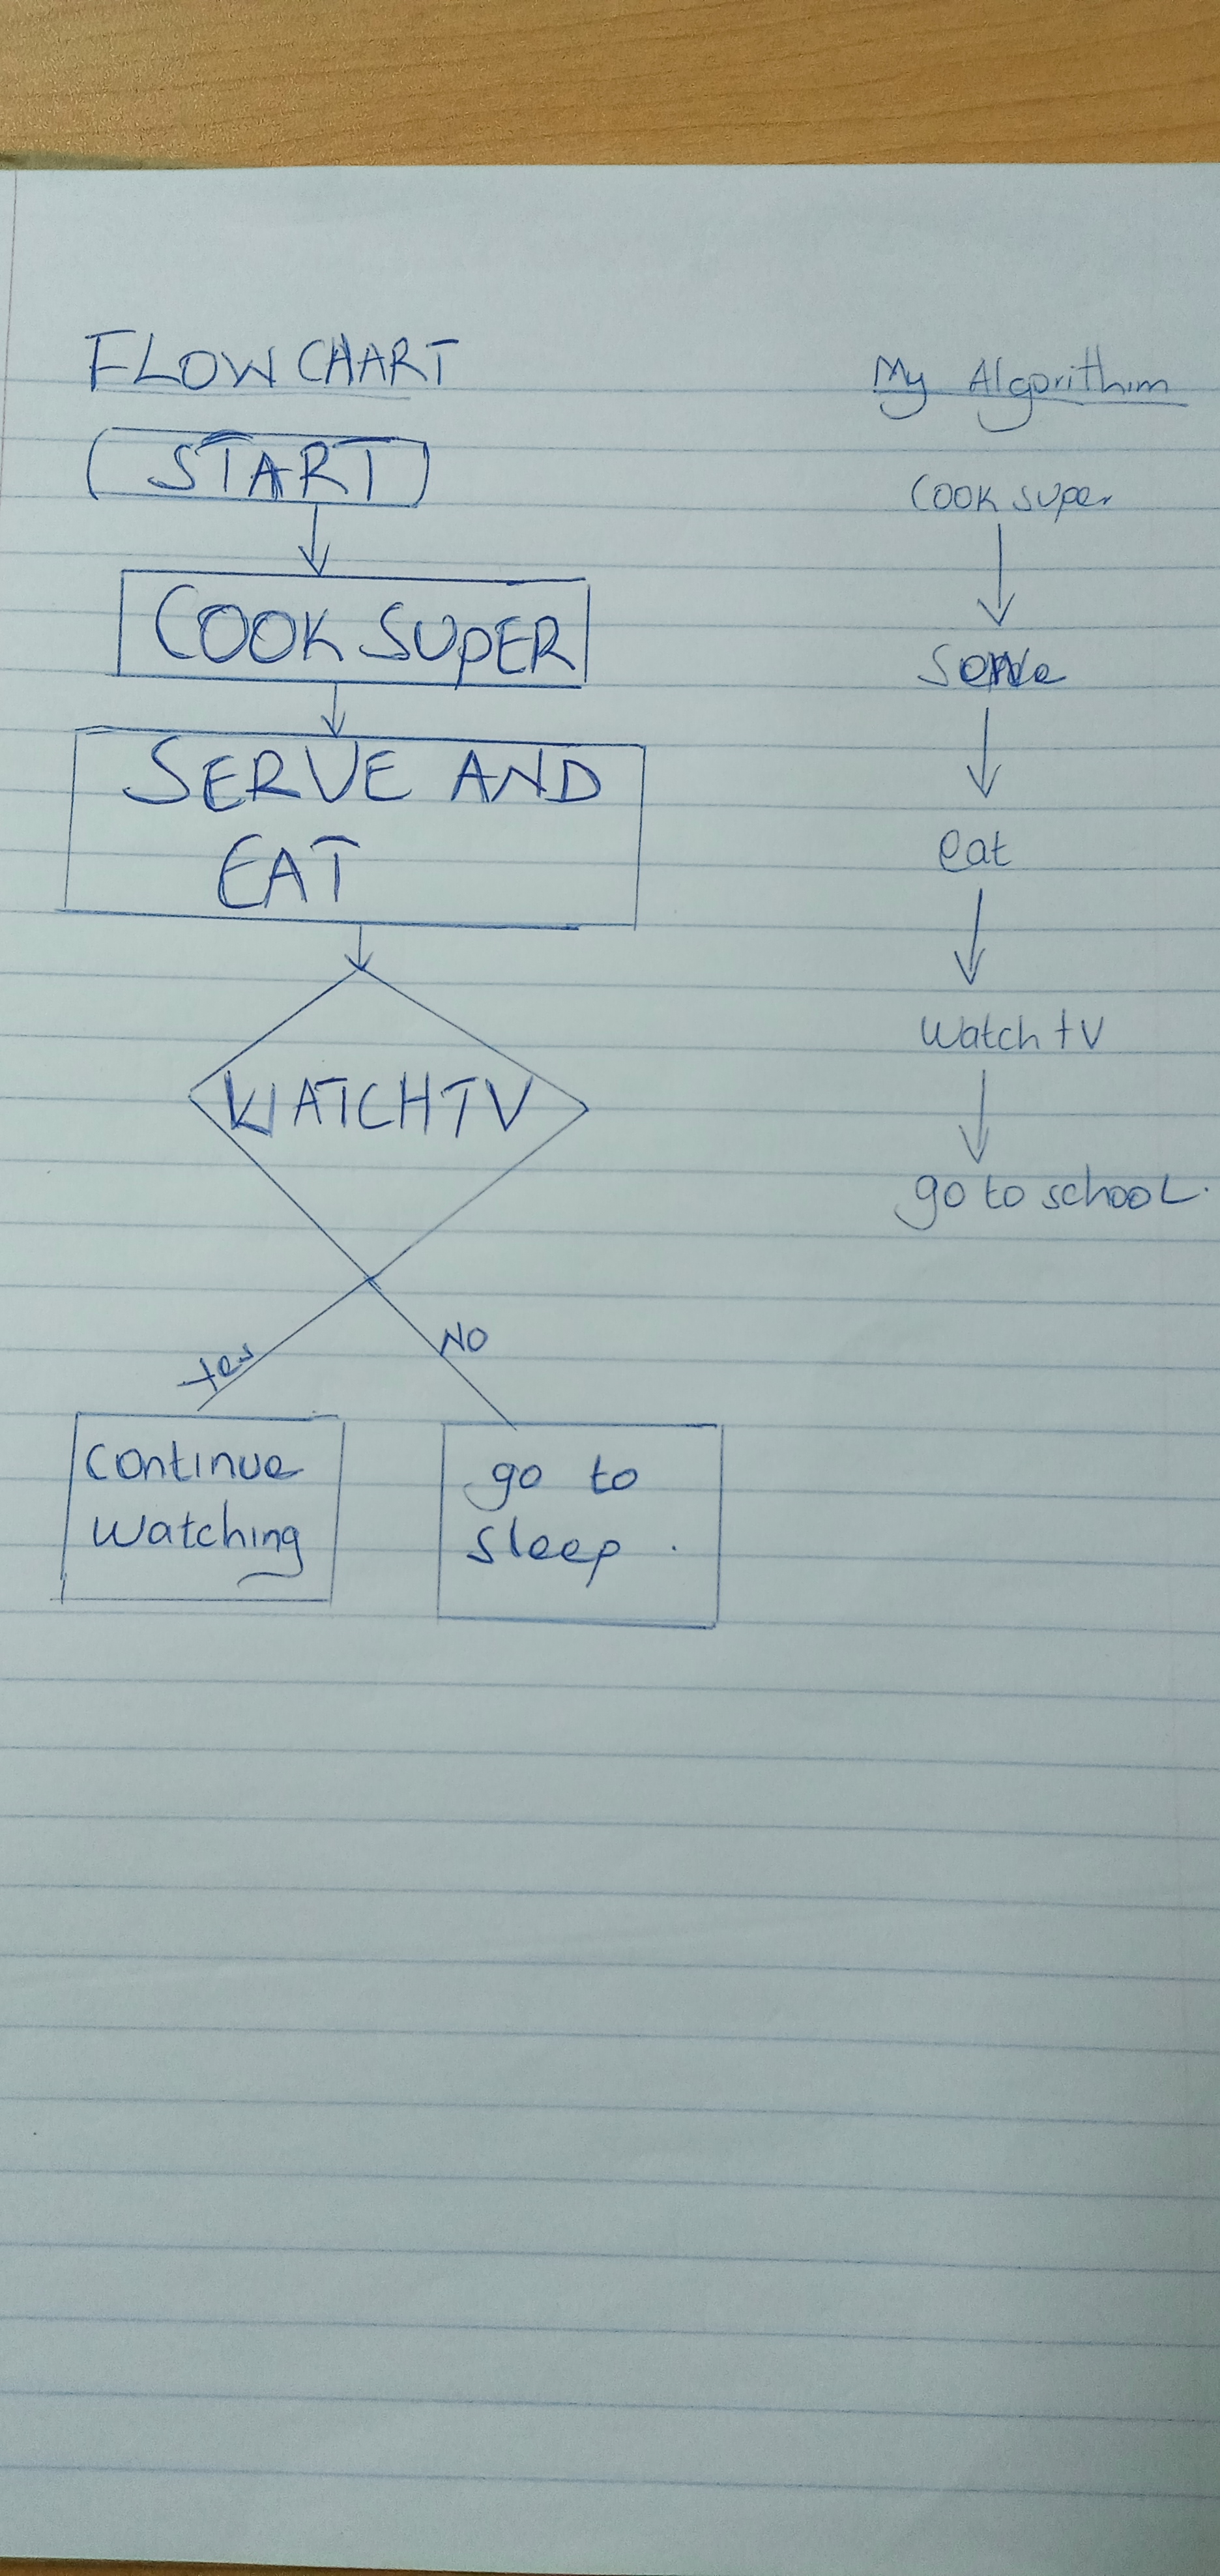 FLOW CHART
START
COOK SUPER
SERVE AND
EAT
WATCH TV
Yes
NO
continue
watching
go to
sleep.
My Algorithim
Cook super
Serve
eat
Watch tv
go to school.